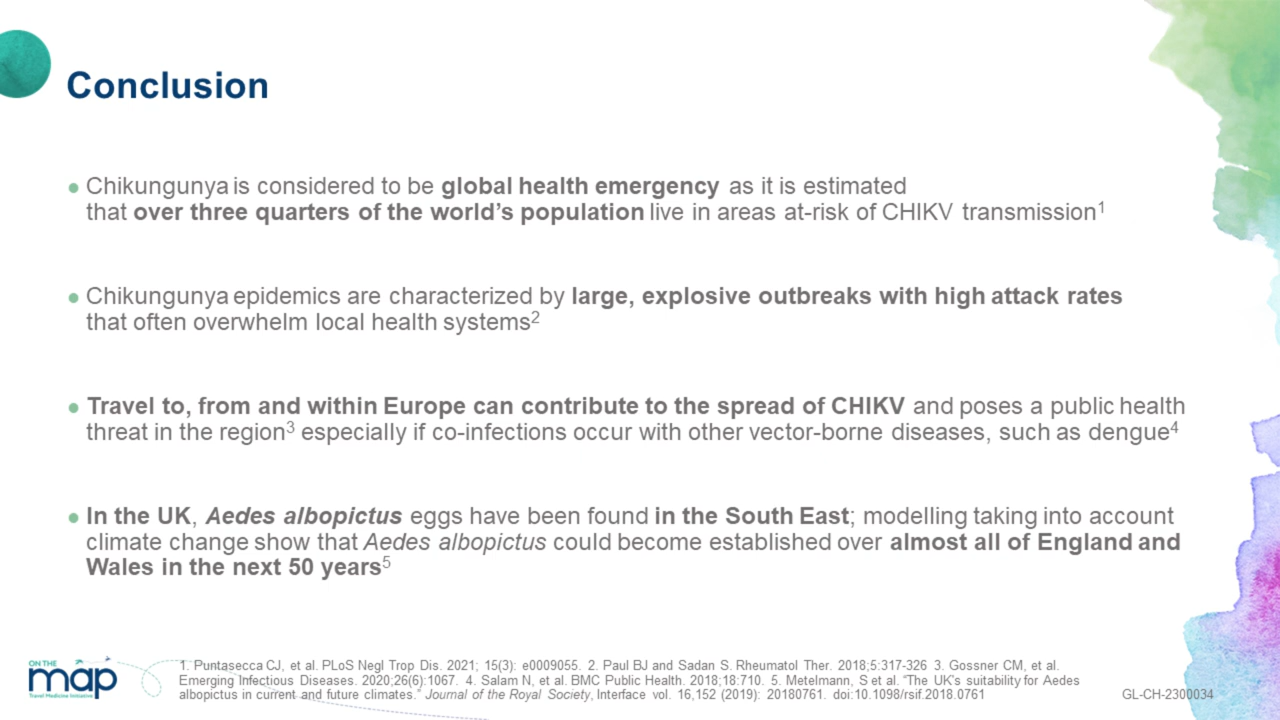 Conclusion
Chikungunya is considered to be global health emergency as it is estimated
that over three quarters of the world’s population live in areas at-risk of CHIKV transmission1
Chikungunya epidemics are characterized by large, explosive outbreaks with high attack rates
that often overwhelm local health systems2
Travel to, from and within Europe can contribute to the spread of CHIKV and poses a public health
threat in the region3 especially if co-infections occur with other vector-borne diseases, such as dengue4
In the UK, Aedes albopictus eggs have been found in the South East; modelling taking into account
climate change show that Aedes albopictus could become established over almost all of England and
Wales in the next 50 years5
ON THE
map
Travel Medicine Initiative
1. Puntasecca CJ, et al. PLoS Negl Trop Dis. 2021; 15(3): e0009055. 2. Paul BJ and Sadan S. Rheumatol Ther. 2018;5:317-326 3. Gossner CM, et al.
Emerging Infectious Diseases. 2020;26(6):1067. 4. Salam N, et al. BMC Public Health. 2018;18:710. 5. Metelmann, S et al. “The UK's suitability for Aedes
albopictus in current and future climates.” Journal of the Royal Society, Interface vol. 16,152 (2019): 20180761. doi:10.1098/rsif.2018.0761
GL-CH-2300034